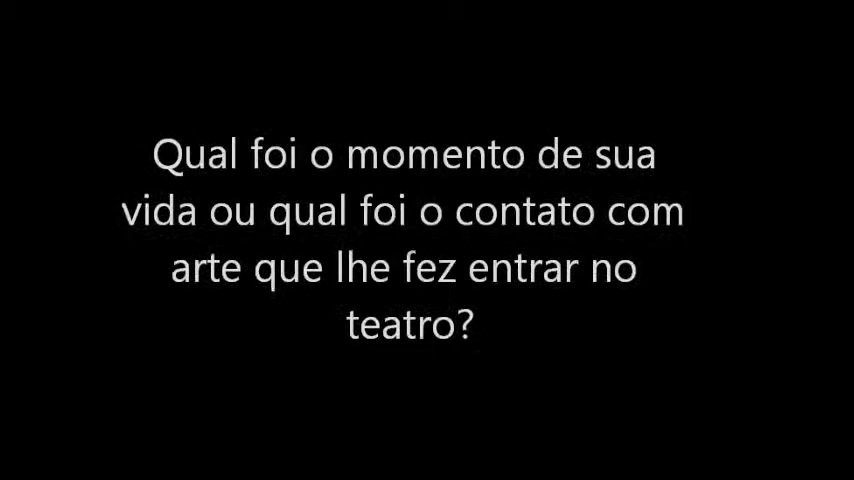 Qual foi o momento de sua
vida ou qual foi o contato com
arte que lhe fez entrar no
teatro?